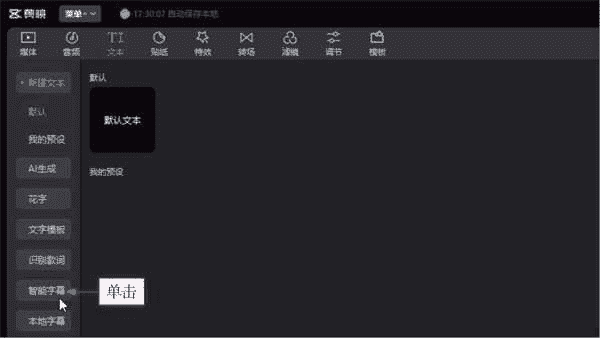 剪映 菜单 17:30:07 自动保存本地
媒体 音频 TI 文本 贴纸 特效 转场 滤镜 调节 模板
新建文本
默认
我的预设
AI生成
花字
文字模板
识别歌词
智能字幕
本地字幕
默认
默认文本
我的预设
单击